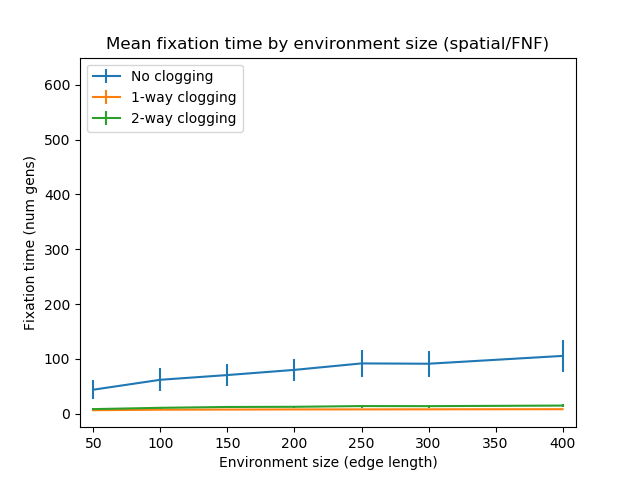 Mean fixation time by environment size (spatial/FNF)
No clogging
1-way clogging
2-way clogging
Fixation time (num gens)
600
500
400
300
200
100
0
50 100 150 200 250 300 350 400
Environment size (edge length)